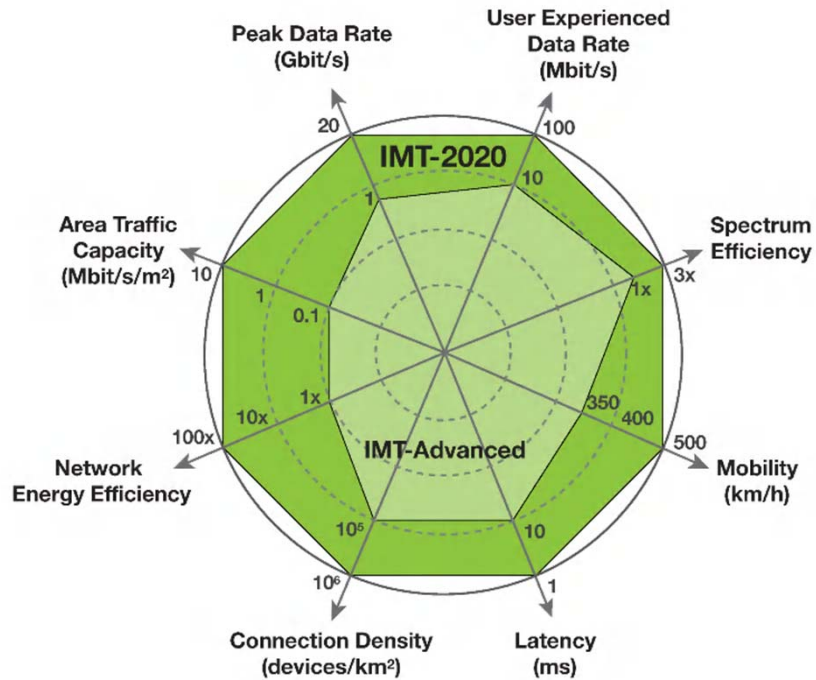 Peak Data Rate
(Gbit/s)
User Experienced
Data Rate
(Mbit/s)
20
100
IMT-2020
1
10
Area Traffic
Capacity
(Mbit/s/m²)
Spectrum
Efficiency
10
1
0.1
1x
3x
1x
10x
100x
350
400
500
IMT-Advanced
Network
Energy Efficiency
Mobility
(km/h)
10⁶
10
10⁶
1
Connection Density
(devices/km²)
Latency
(ms)